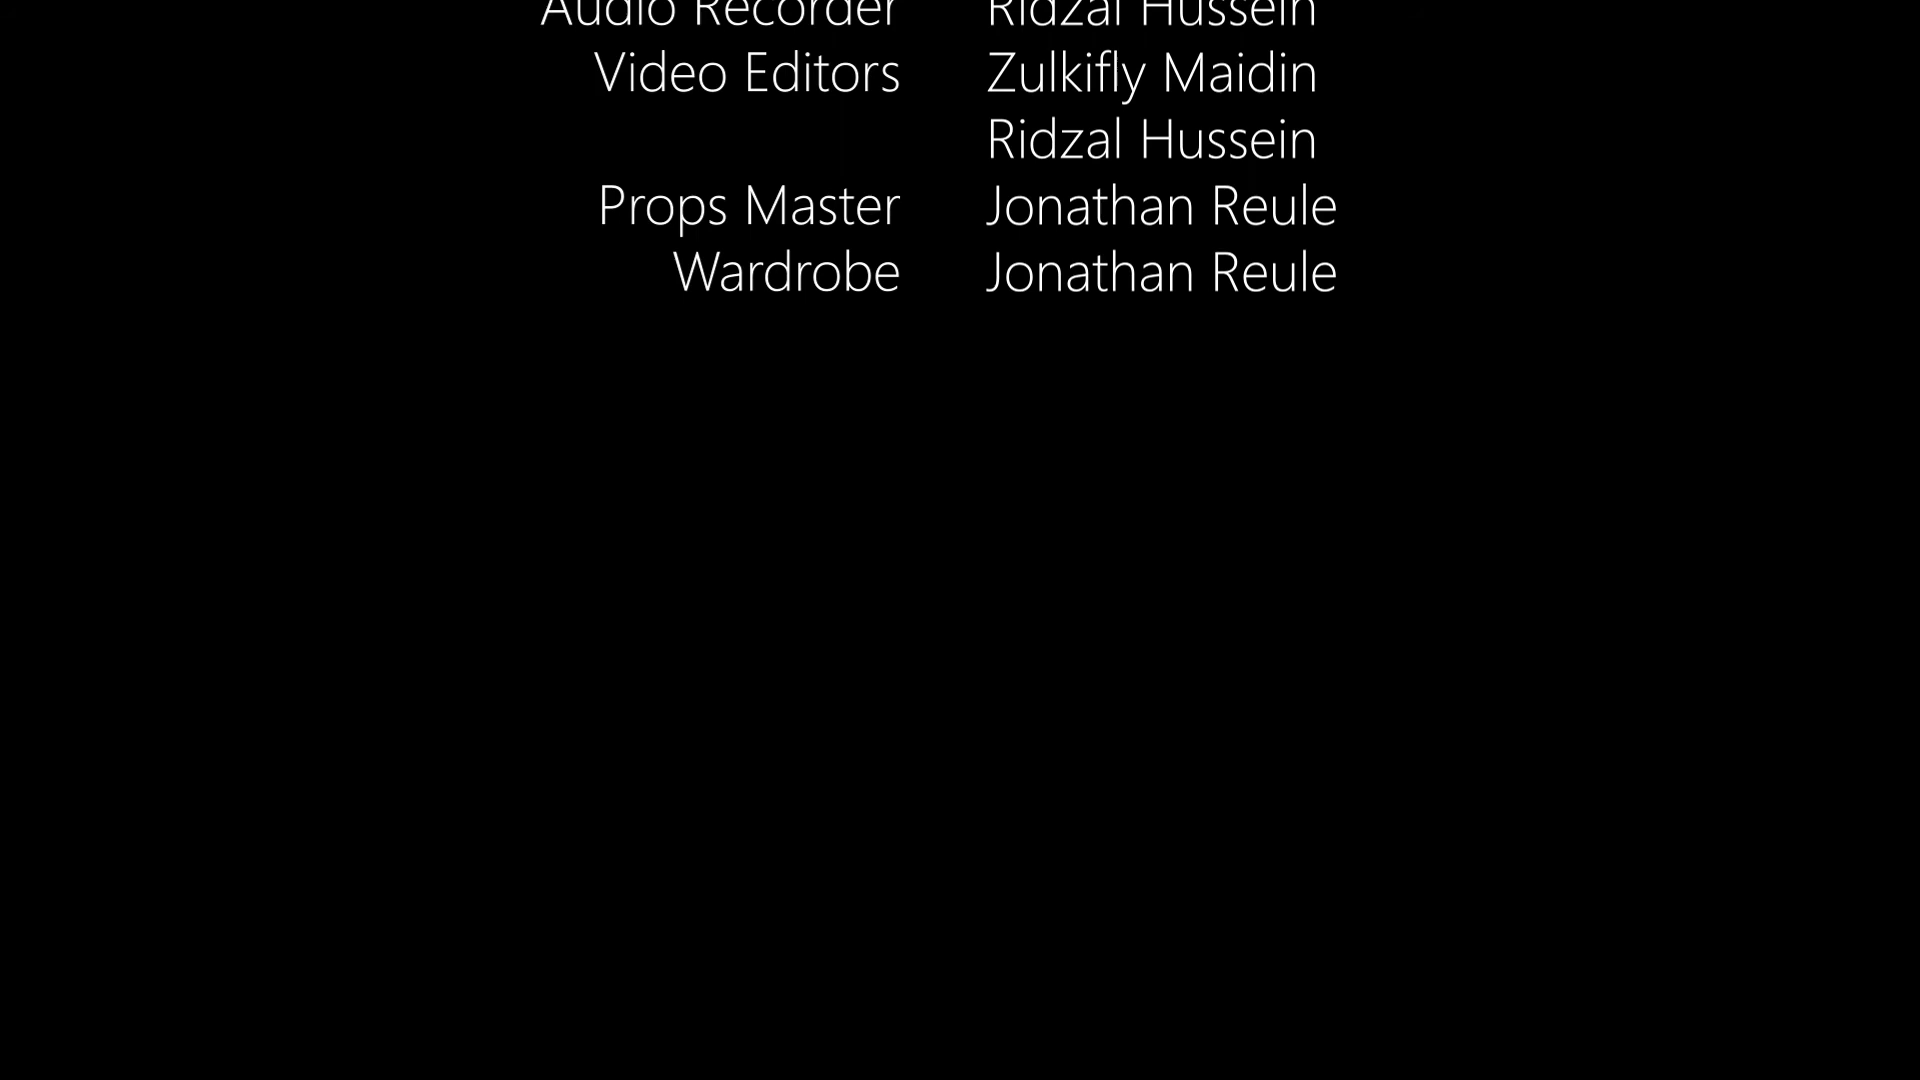 Audio Recorder Ridzal Hussein
Video Editors Zulkifly Maidin
Ridzal Hussein
Props Master Jonathan Reule
Wardrobe Jonathan Reule